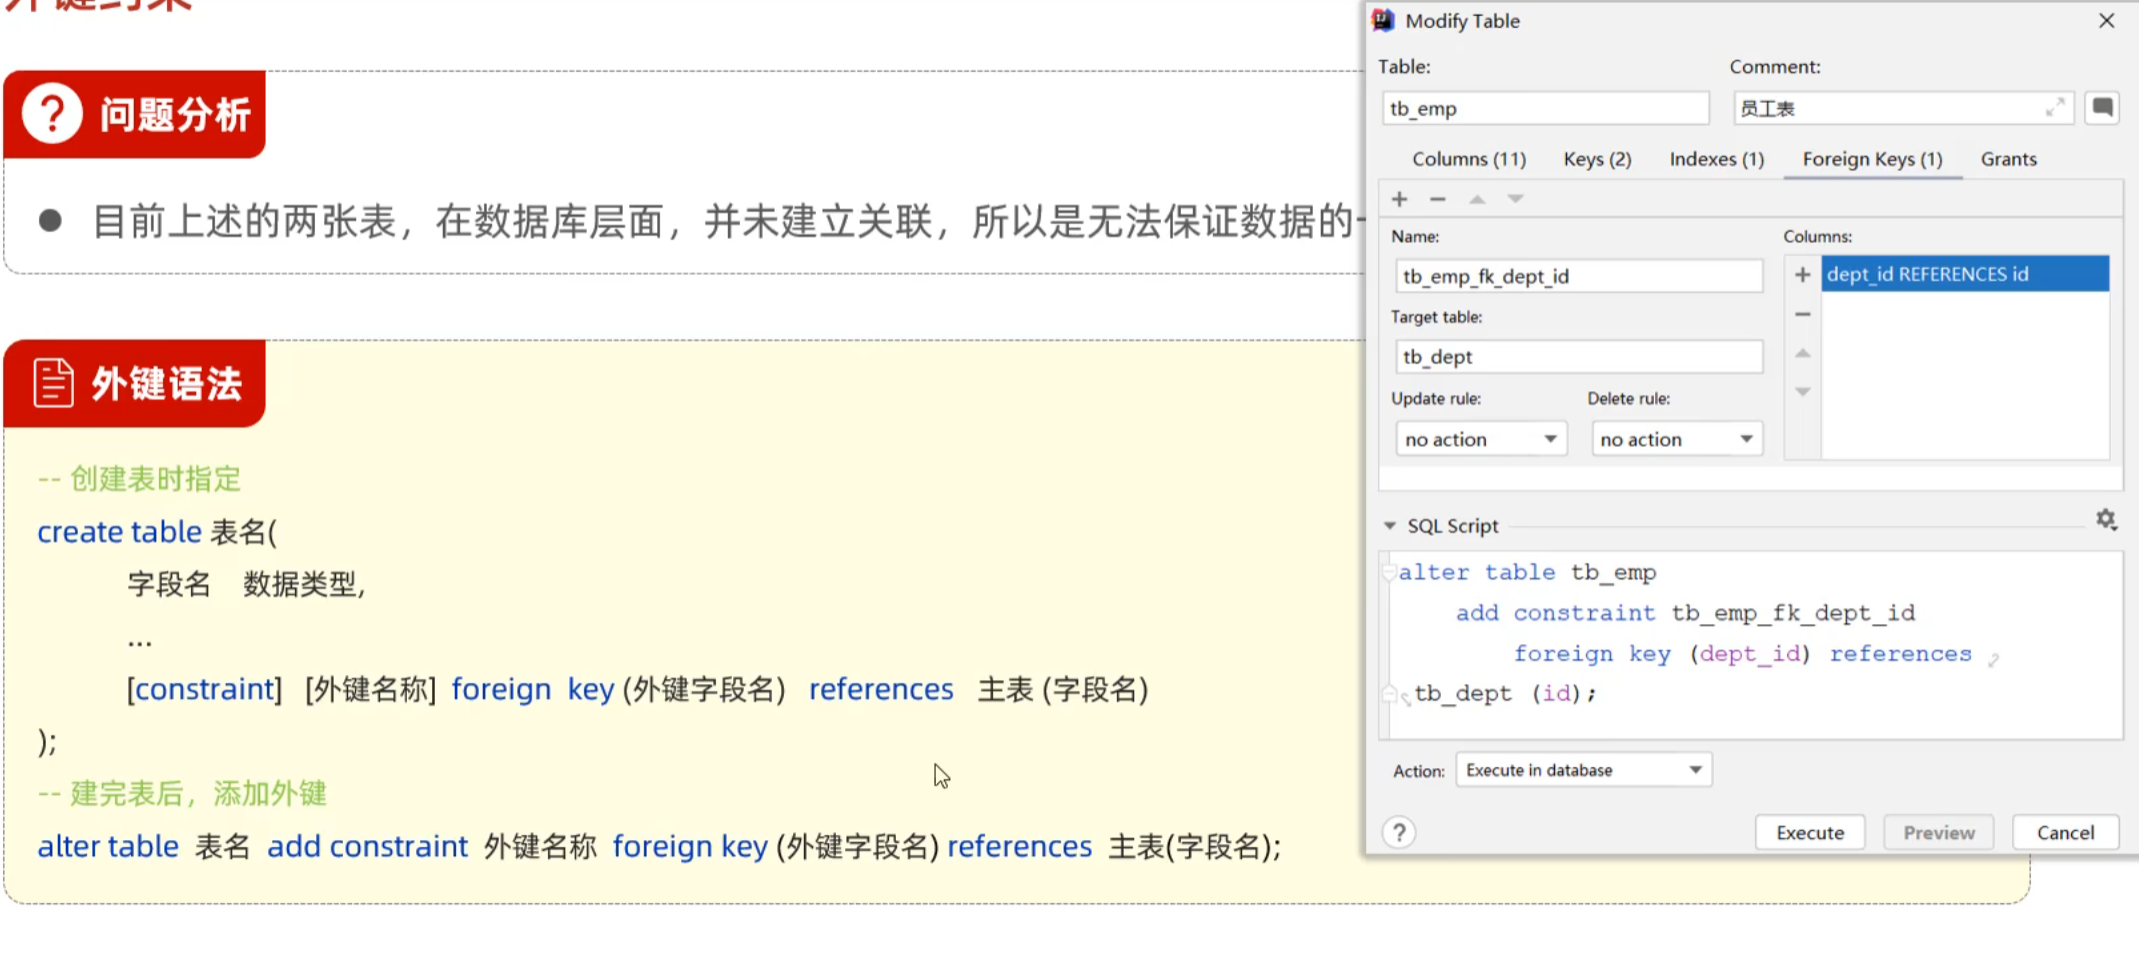 外键约束
问题分析
目前上述的两张表，在数据库层面，并未建立关联，所以是无法保证数据的
外键语法
-- 创建表时指定
create table 表名(
字段名 数据类型,
...
[constraint] [外键名称] foreign key (外键字段名) references 主表 (字段名)
);
-- 建完表后，添加外键
alter table 表名 add constraint 外键名称 foreign key (外键字段名) references 主表(字段名);
Modify Table
Table:
Comment:
tb_emp
员工表
Columns (11)
Keys (2)
Indexes (1)
Foreign Keys (1)
Grants
Name:
Columns:
tb_emp_fk_dept_id
dept_id REFERENCES id
Target table:
tb_dept
Update rule:
Delete rule:
no action
no action
SQL Script
alter table tb_emp
add constraint tb_emp_fk_dept_id
foreign key (dept_id) references
tb_dept (id);
Action:
Execute in database
Execute
Preview
Cancel